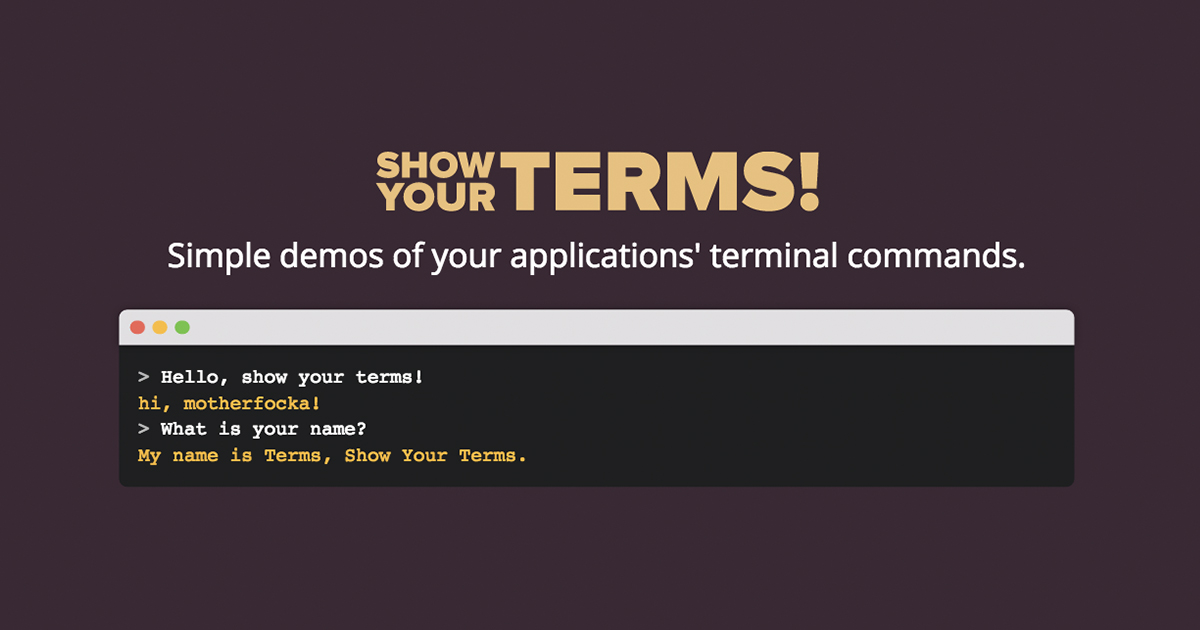 SHOW YOUR TERMS!
Simple demos of your applications' terminal commands.
> Hello, show your terms!
hi, motherfocka!
> What is your name?
My name is Terms, Show Your Terms.